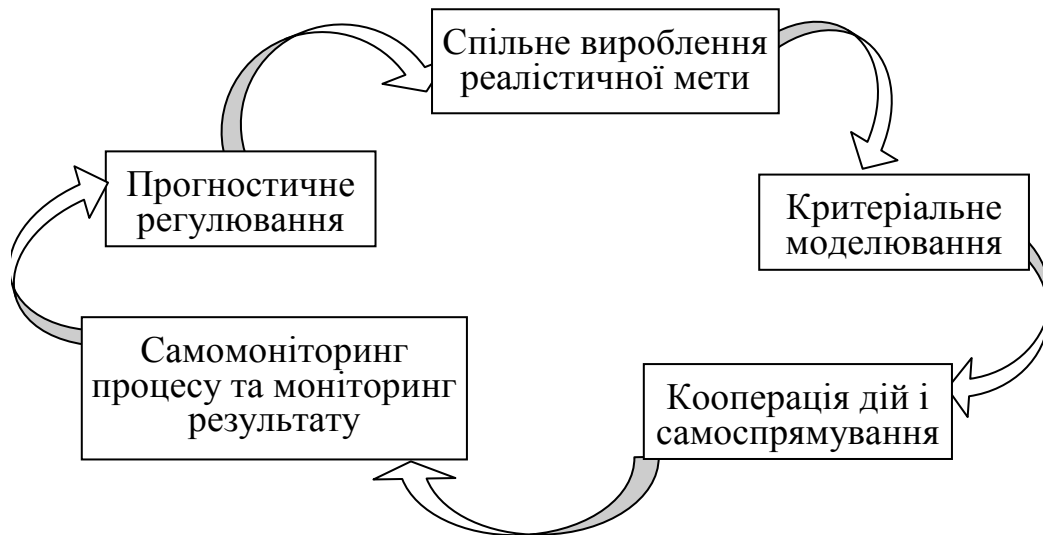 Спільне вироблення
реалістичної мети
Критеріальне
моделювання
Кооперація дій і
самоспрямування
Самомоніторинг
процесу та моніторинг
результату
Прогностичне
регулювання